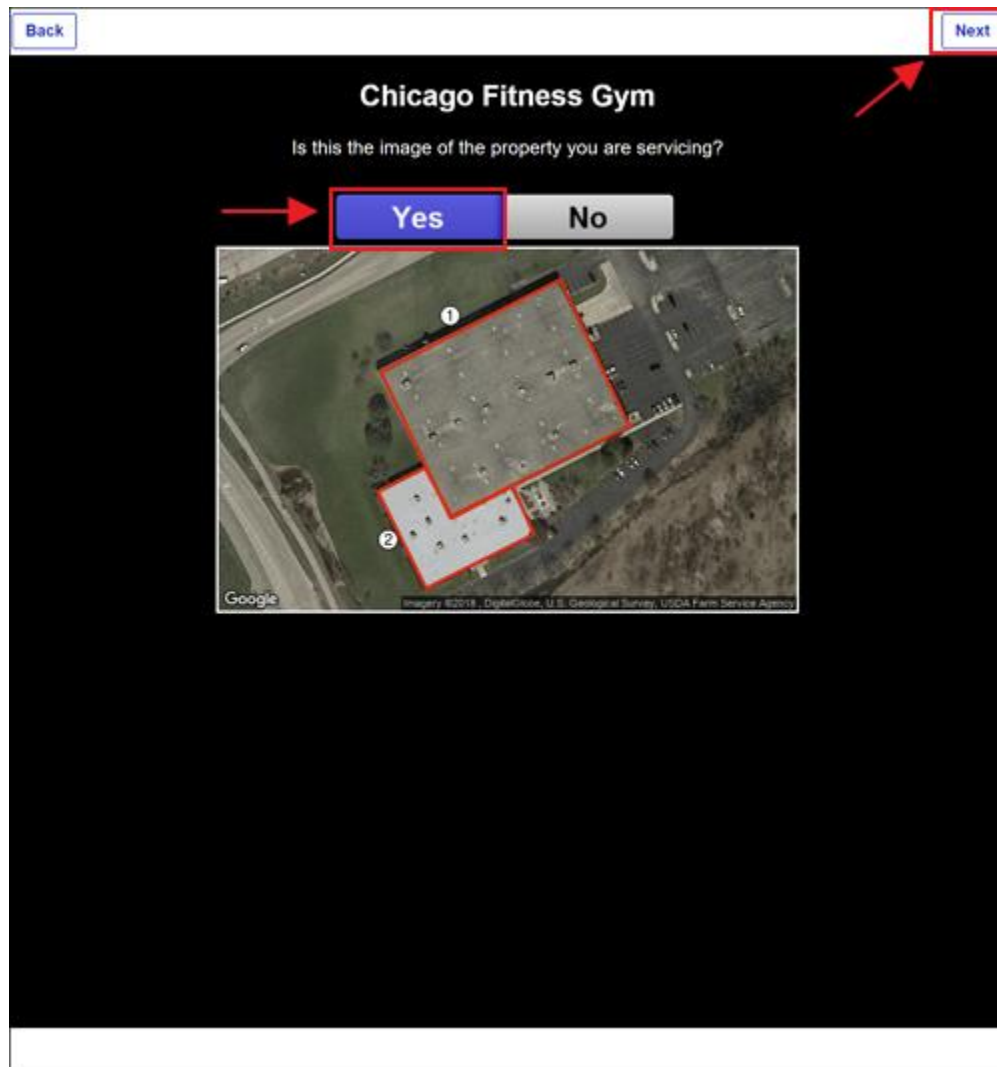 Back
Next
Chicago Fitness Gym
Is this the image of the property you are servicing?
Yes
No
1
2
Google
Imagery ©2018 , DigitalGlobe, U.S. Geological Survey, USDA Farm Service Agency